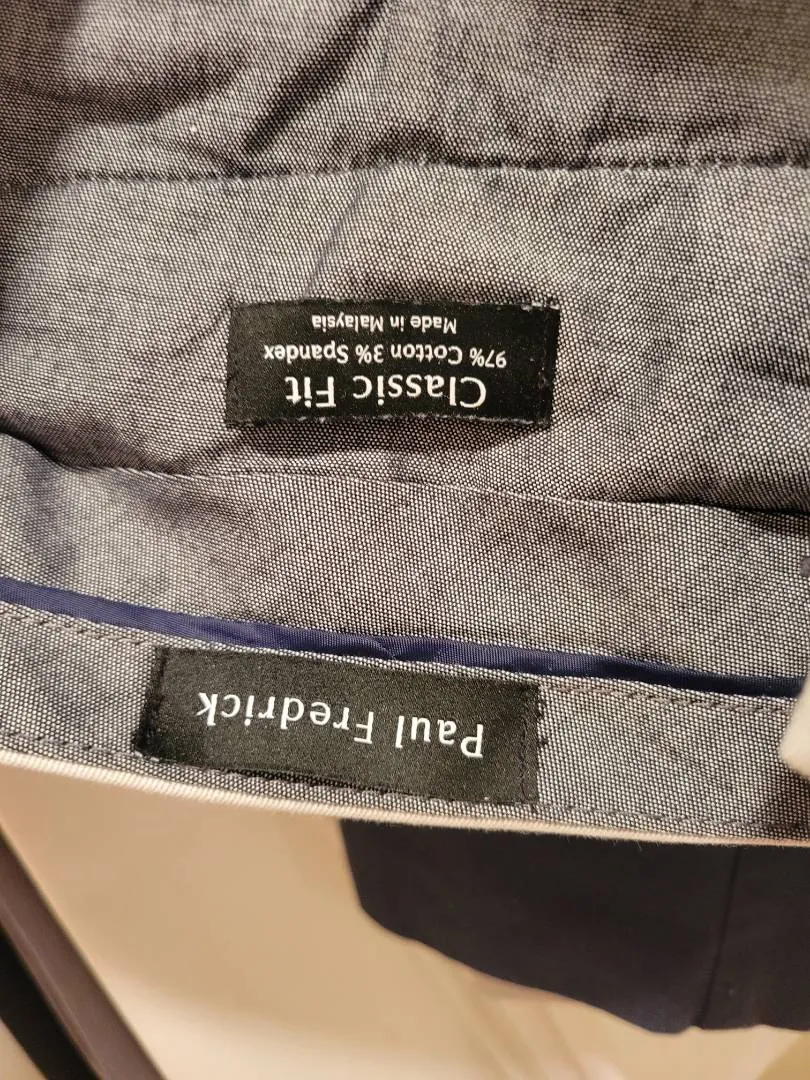 Paul Fredrick
Classic Fit
97% Cotton 3% Spandex
Made in Malaysia